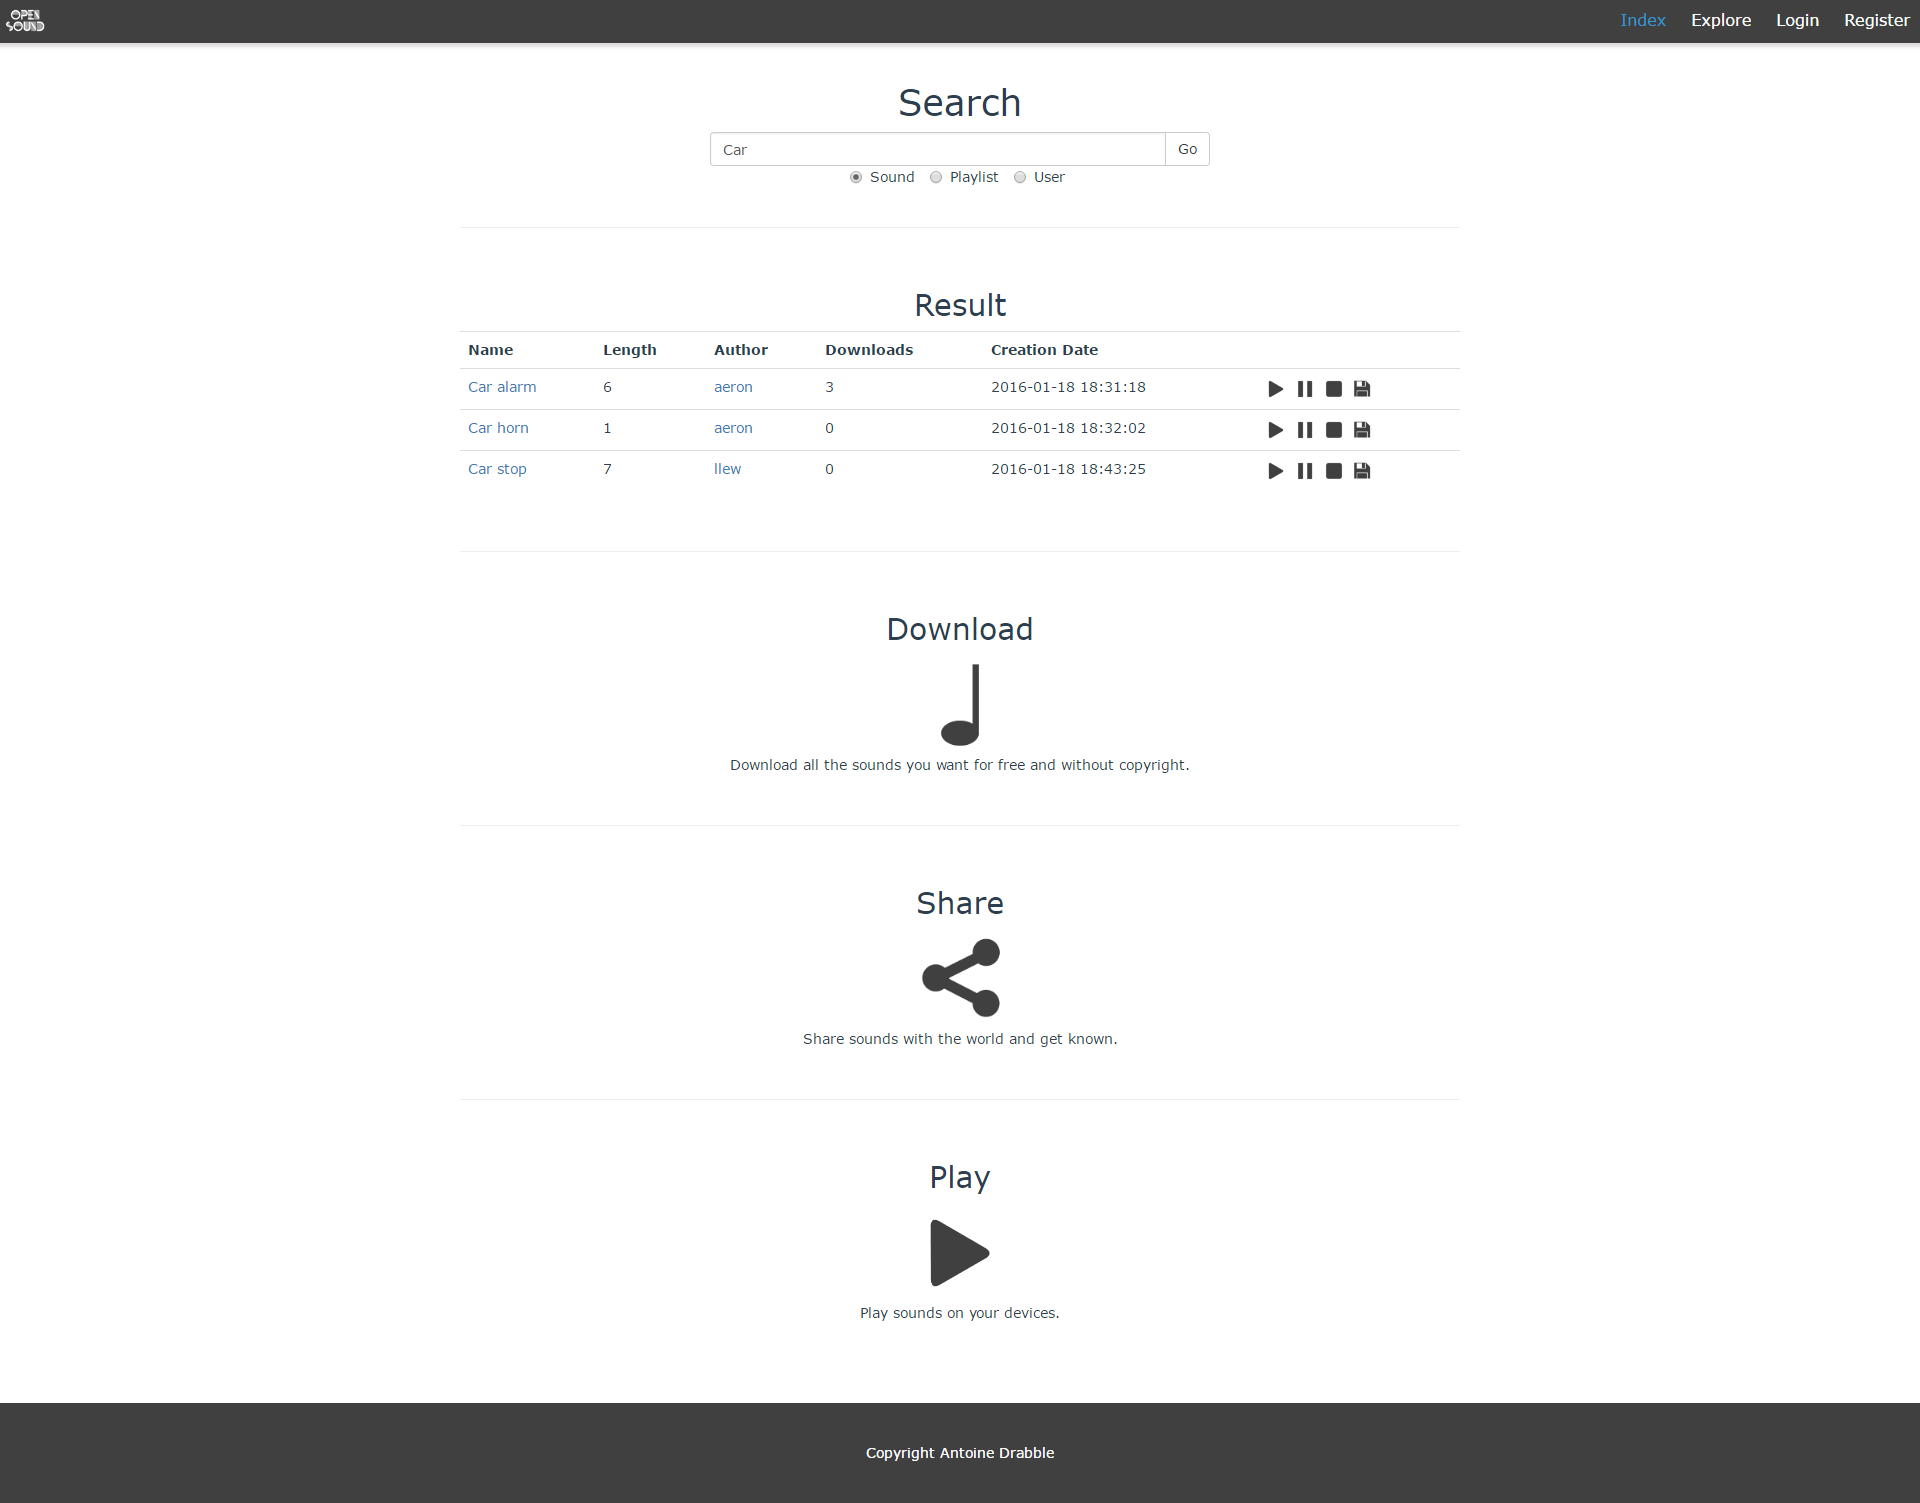 OPEN
SOUND
Index Explore Login Register
Search
Car Go
Sound Playlist User
Result
Name Length Author Downloads Creation Date
Car alarm 6 aeron 3 2016-01-18 18:31:18
Car horn 1 aeron 0 2016-01-18 18:32:02
Car stop 7 llew 0 2016-01-18 18:43:25
Download
Download all the sounds you want for free and without copyright.
Share
Share sounds with the world and get known.
Play
Play sounds on your devices.
Copyright Antoine Drabble